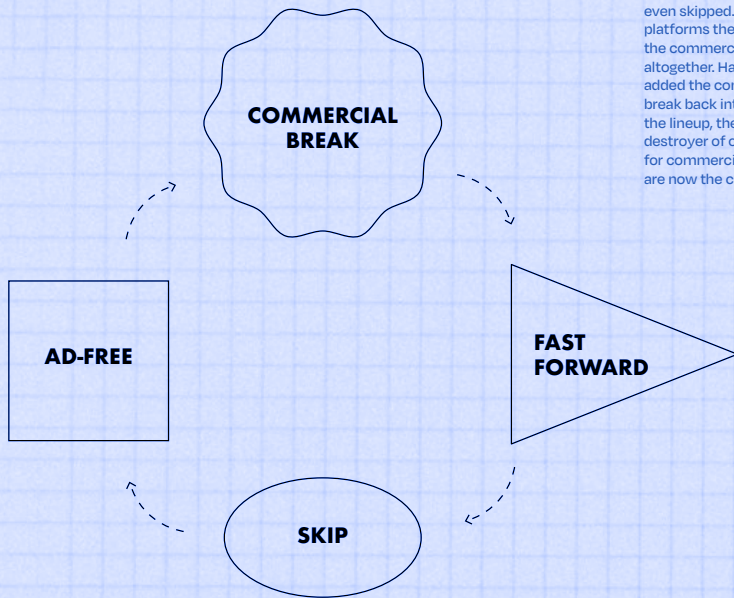 even skipped.
platforms the
the commerc
altogether. Ha
added the co
break back in
the lineup, the
destroyer of
for commerci
are now the c
COMMERCIAL
BREAK
AD-FREE
FAST
FORWARD
SKIP